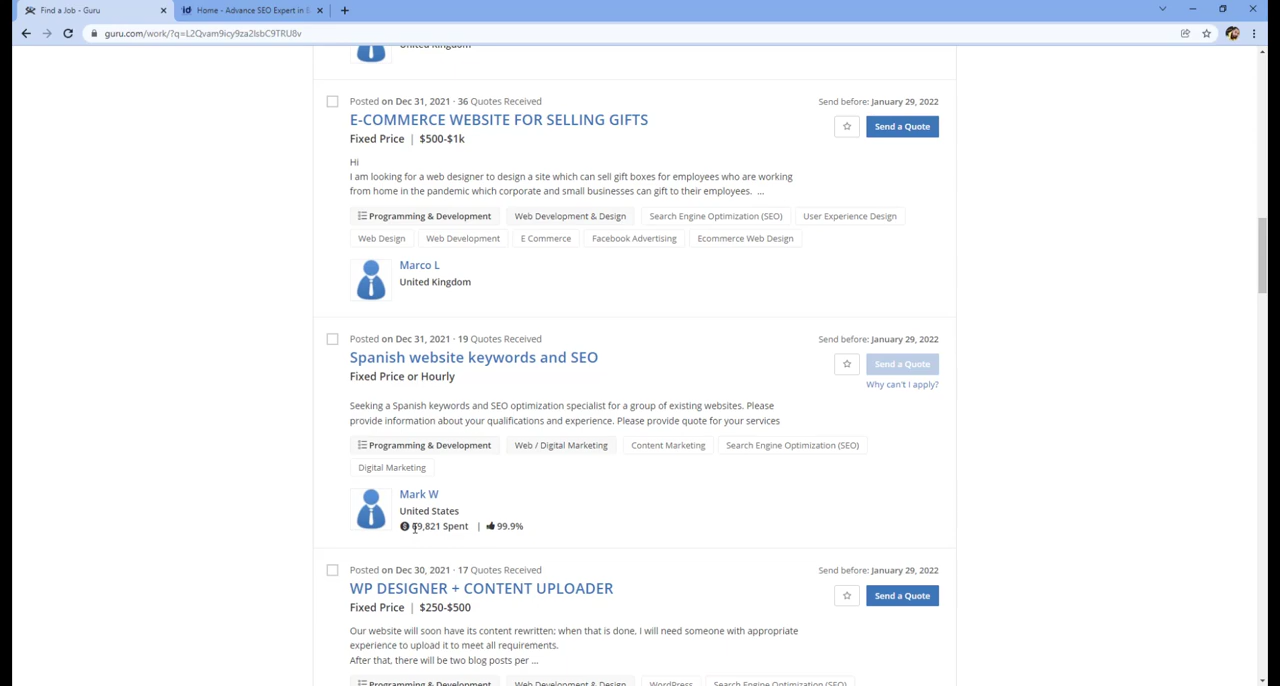 Find a Job - Guru
Home - Advance SEO Expert in
guru.com/work/?q=L2Qvam9icy9za2lsbC9TRU8v
United Kingdom
Posted on Dec 31, 2021 · 36 Quotes Received
Send before: January 29, 2022
E-COMMERCE WEBSITE FOR SELLING GIFTS
Send a Quote
Fixed Price | $500-$1k
Hi
I am looking for a web designer to design a site which can sell gift boxes for employees who are working
from home in the pandemic which corporate and small businesses can gift to their employees. ...
Programming & Development Web Development & Design Search Engine Optimization (SEO) User Experience Design
Web Design Web Development E Commerce Facebook Advertising Ecommerce Web Design
Marco L
United Kingdom
Posted on Dec 31, 2021 · 19 Quotes Received
Send before: January 29, 2022
Spanish website keywords and SEO
Send a Quote
Fixed Price or Hourly
Why can't I apply?
Seeking a Spanish keywords and SEO optimization specialist for a group of existing websites. Please
provide information about your qualifications and experience. Please provide quote for your services
Programming & Development Web / Digital Marketing Content Marketing Search Engine Optimization (SEO)
Digital Marketing
Mark W
United States
Spent | 99.9%
Posted on Dec 30, 2021 · 17 Quotes Received
Send before: January 29, 2022
WP DESIGNER + CONTENT UPLOADER
Send a Quote
Fixed Price | $250-$500
Our website will soon have its content rewritten; when that is done, I will need someone with appropriate
experience to upload it to meet all requirements.
After that, there will be two blog posts per ...
Programming & Development Web Development & Design WordPress Search Engine Optimization (SEO)